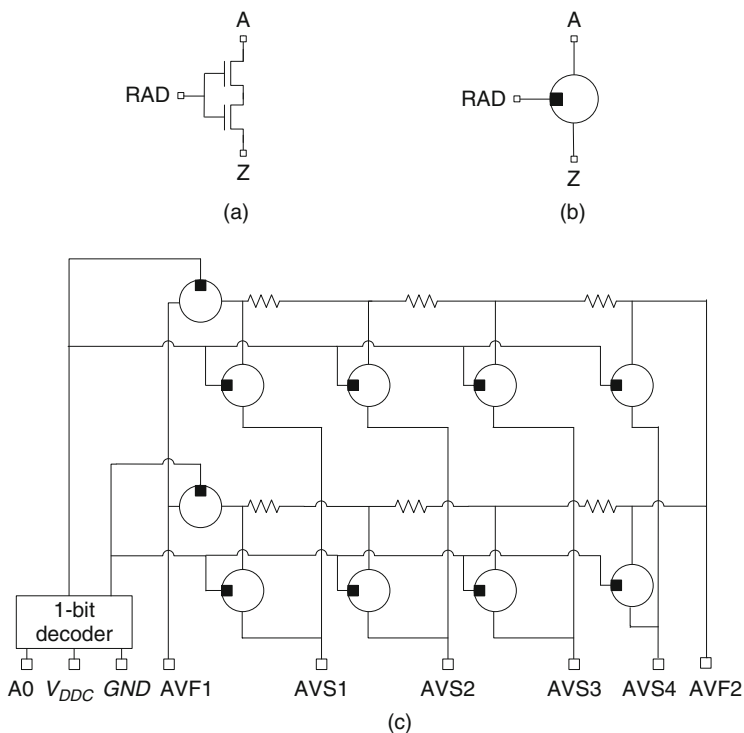 A A
RAD RAD
Z Z
(a) (b)
1-bit
decoder
A0 V_DDC GND AVF1 AVS1 AVS2 AVS3 AVS4 AVF2
(c)